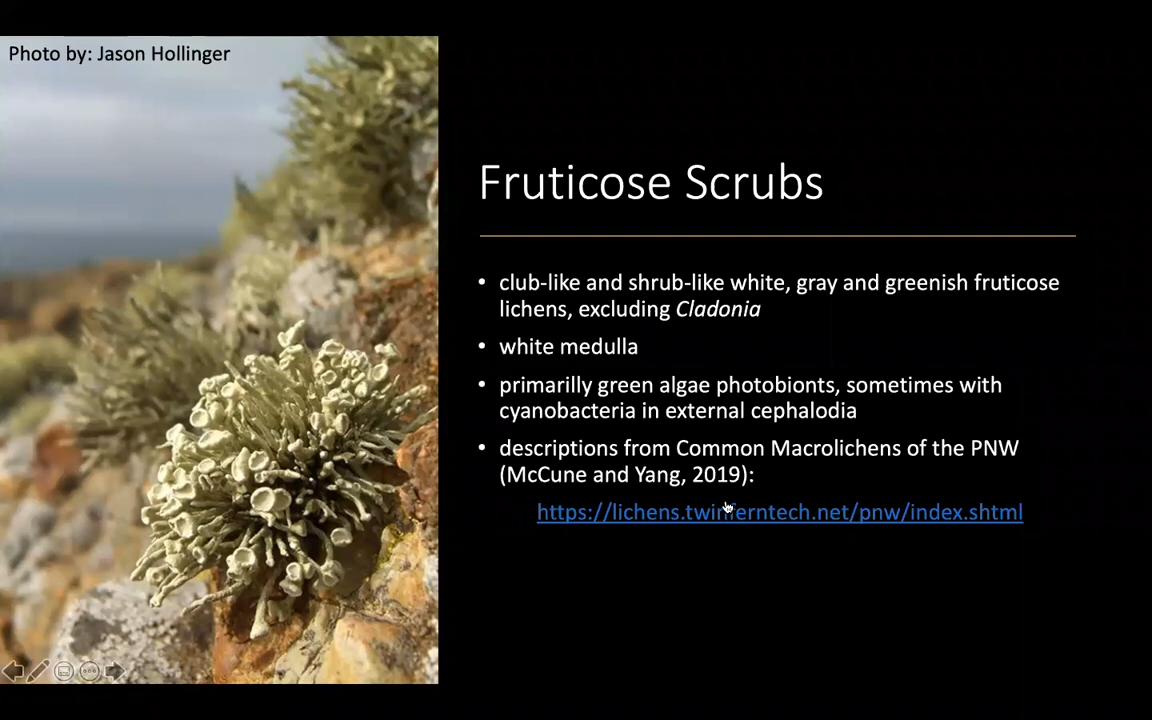 Photo by: Jason Hollinger
Fruticose Scrubs
• club-like and shrub-like white, gray and greenish fruticose
lichens, excluding Cladonia
• white medulla
• primarilly green algae photobionts, sometimes with
cyanobacteria in external cephalodia
• descriptions from Common Macrolichens of the PNW
(McCune and Yang, 2019):
https://lichens.twinferntech.net/pnw/index.shtml